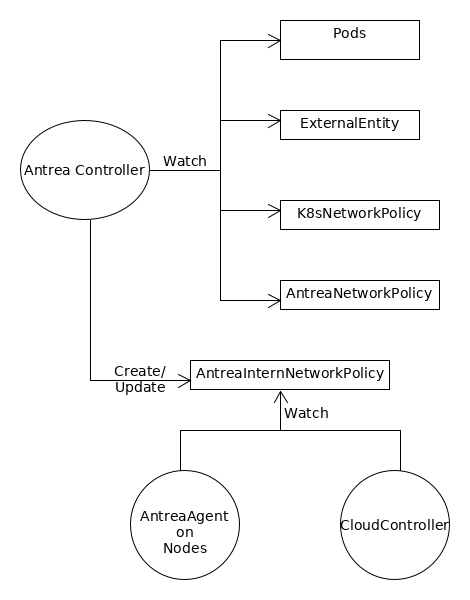 Pods
ExternalEntity
Watch
Antrea Controller
K8sNetworkPolicy
AntreaNetworkPolicy
Create/
Update
AntreaInternNetworkPolicy
Watch
AntreaAgent
on
Nodes
CloudController